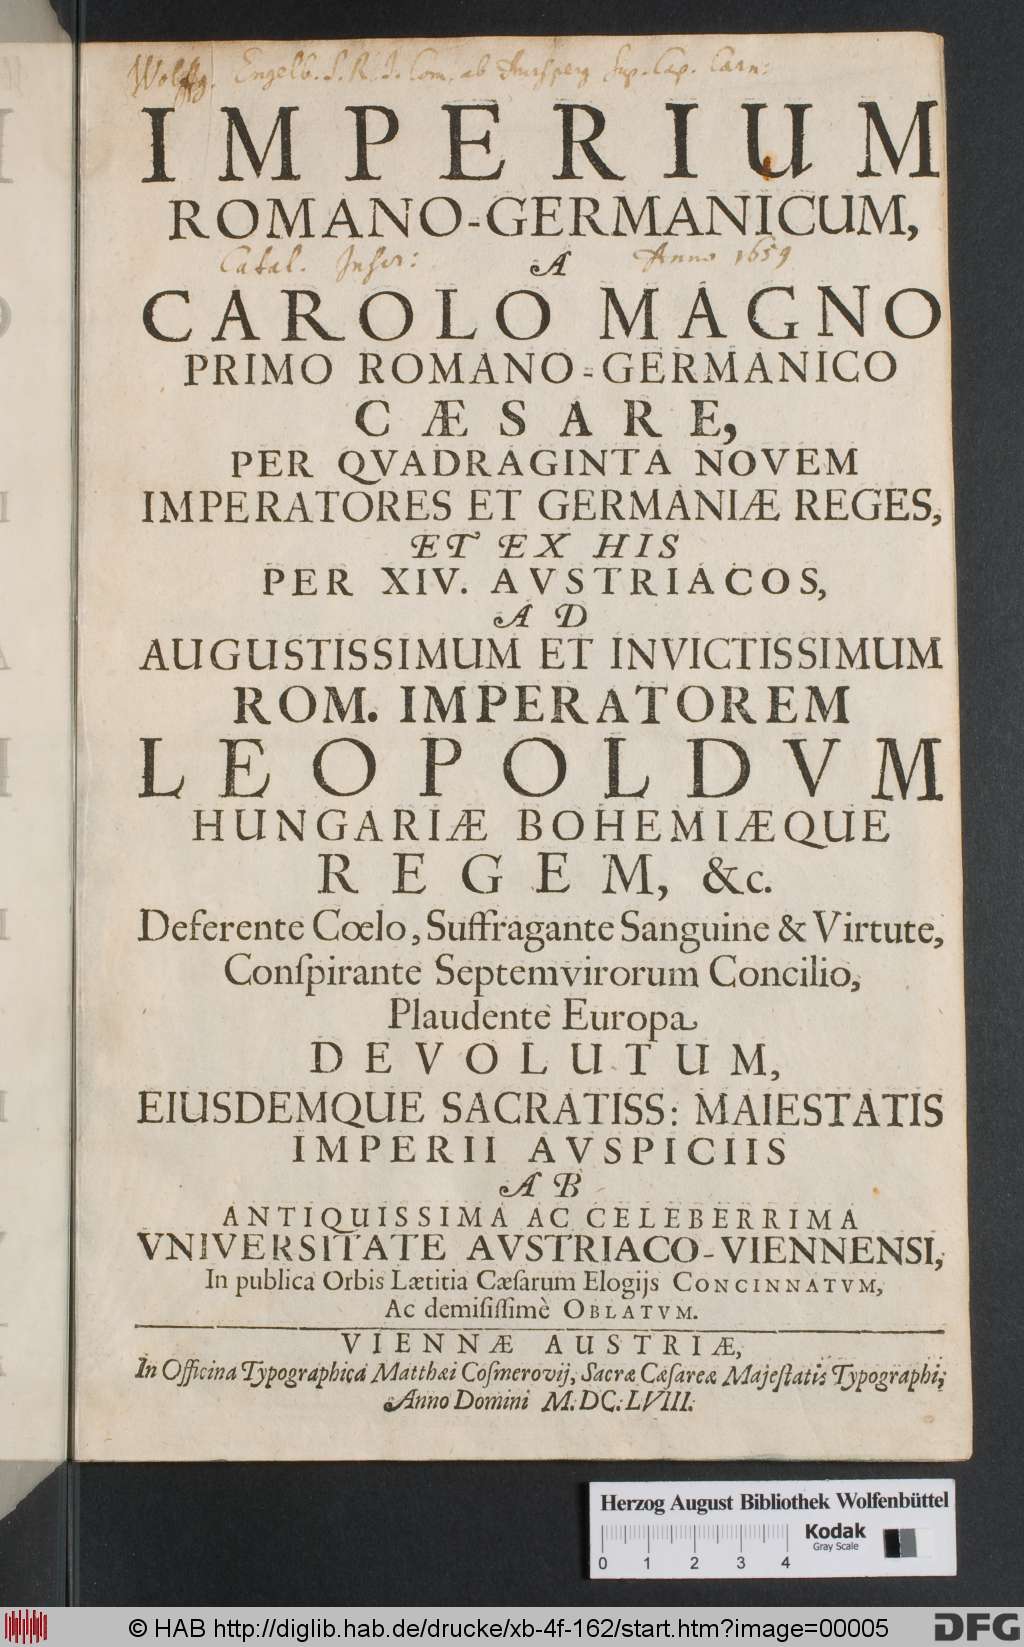 Wolffg. Engelb. S. R. I. Com. ab Aursperg Sup. Cap. Carn:
IMPERIUM
ROMANO-GERMANICUM,
Catal. Inscr: A Anno 1659
CAROLO MAGNO
PRIMO ROMANO-GERMANICO
CÆSARE,
PER QVADRAGINTA NOVEM
IMPERATORES ET GERMANIÆ REGES,
ET EX HIS
PER XIV. AVSTRIACOS,
AD
AUGUSTISSIMUM ET INVICTISSIMUM
ROM. IMPERATOREM
LEOPOLDVM
HUNGARIÆ BOHEMIÆQUE
REGEM, &c.
Deferente Cœlo, Suffragante Sanguine & Virtute,
Conſpirante Septemvirorum Concilio,
Plaudente Europa
DEVOLUTUM,
EIUSDEMQUE SACRATISS: MAIESTATIS
IMPERII AVSPICIIS
AB
ANTIQUISSIMA AC CELEBERRIMA
VNIVERSITATE AVSTRIACO-VIENNENSI,
In publica Orbis Lætitia Cæſarum Elogijs CONCINNATVM,
Ac demiſiſſimè OBLATVM.
VIENNÆ AUSTRIÆ,
In Officina Typographica Matthæi Coſmerovij, Sacræ Cæſareæ Majeſtatis Typographi,
Anno Domini M. DC. LVIII.
Herzog August Bibliothek Wolfenbüttel
Kodak
Gray Scale
0 1 2 3 4
© HAB http://diglib.hab.de/drucke/xb-4f-162/start.htm?image=00005
DFG